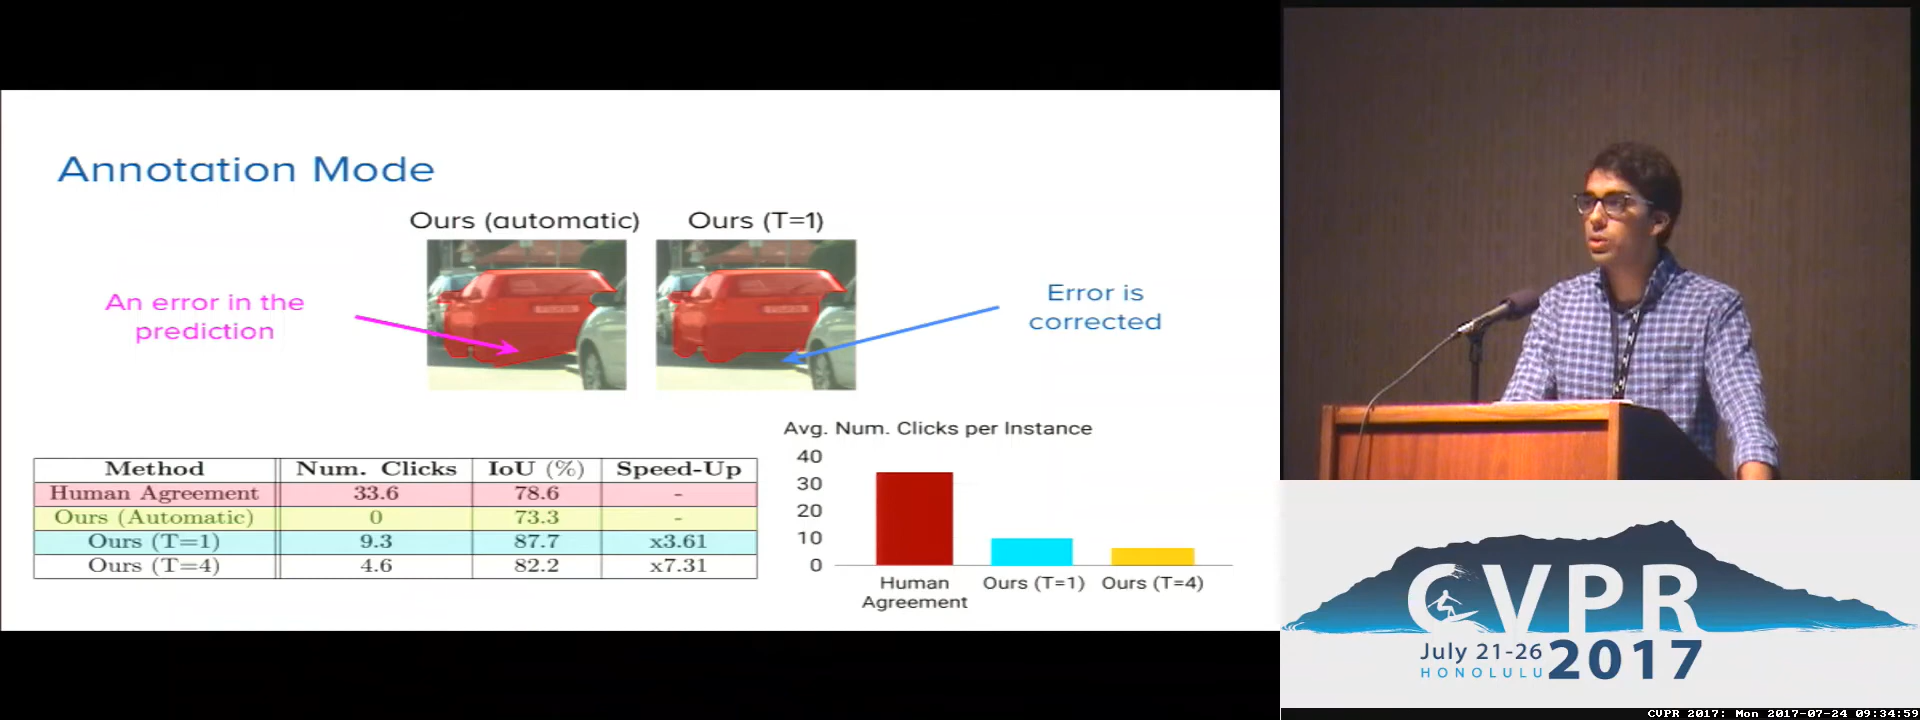 Annotation Mode
Ours (automatic)
Ours (T=1)
An error in the
prediction
Error is
corrected
Method Num. Clicks IoU (%) Speed-Up
Human Agreement 33.6 78.6 -
Ours (Automatic) 0 73.3 -
Ours (T=1) 9.3 87.7 x3.61
Ours (T=4) 4.6 82.2 x7.31
Avg. Num. Clicks per Instance
40
30
20
10
0
Human
Agreement
Ours (T=1)
Ours (T=4)
CVPR
July 21-26
HONOLULU
2017
CVPR 2017: Mon 2017-07-24 09:34:59